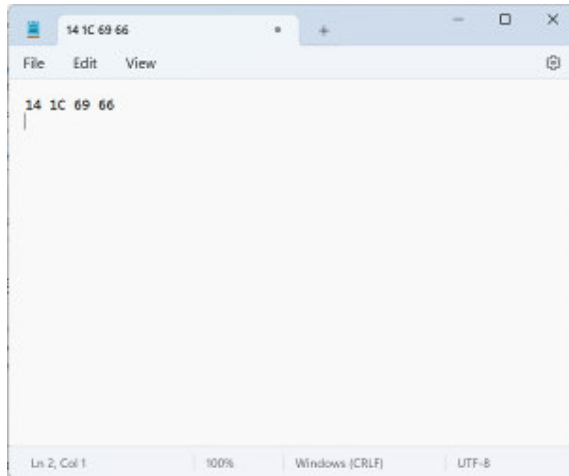 14 1C 69 66
File Edit View
14 1C 69 66
Ln 2, Col 1 100% Windows (CRLF) UTF-8